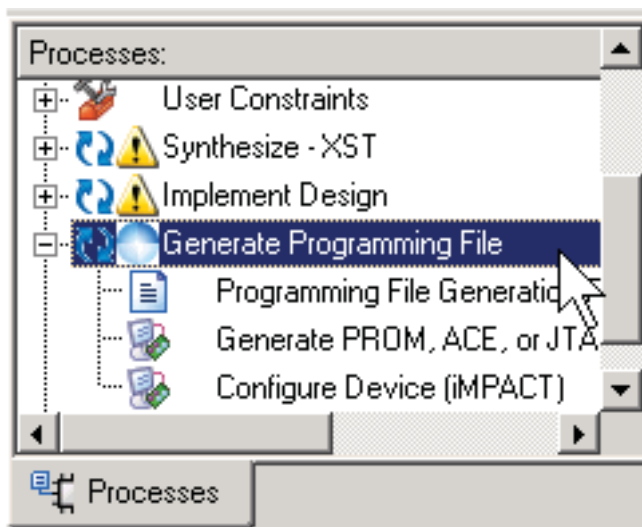 Processes:
User Constraints
Synthesize - XST
Implement Design
Generate Programming File
Programming File Generatio
Generate PROM, ACE, or JTA
Configure Device (iMPACT)
Processes